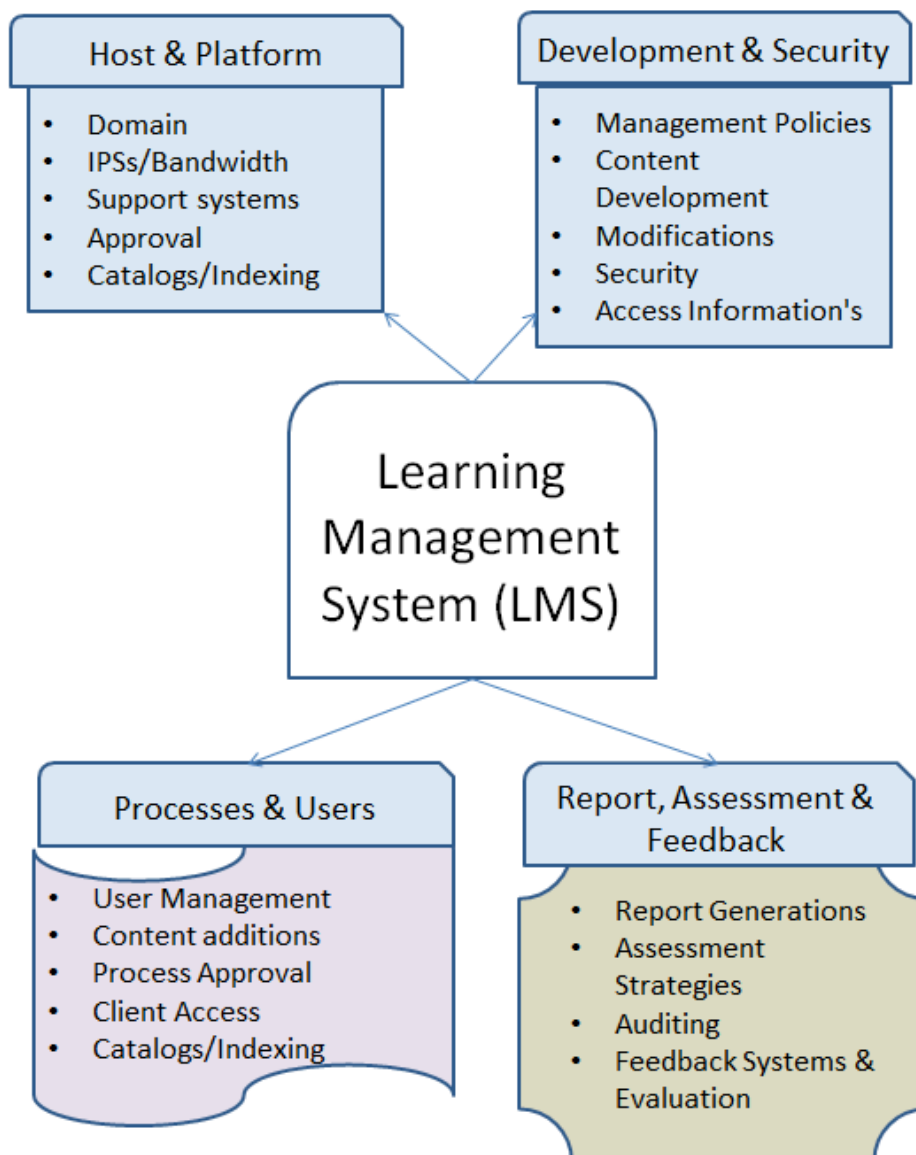 Host & Platform
• Domain
• IPSs/Bandwidth
• Support systems
• Approval
• Catalogs/Indexing
Development & Security
• Management Policies
• Content
Development
• Modifications
• Security
• Access Information's
Learning
Management
System (LMS)
Processes & Users
• User Management
• Content additions
• Process Approval
• Client Access
• Catalogs/Indexing
Report, Assessment &
Feedback
• Report Generations
• Assessment
Strategies
• Auditing
• Feedback Systems &
Evaluation